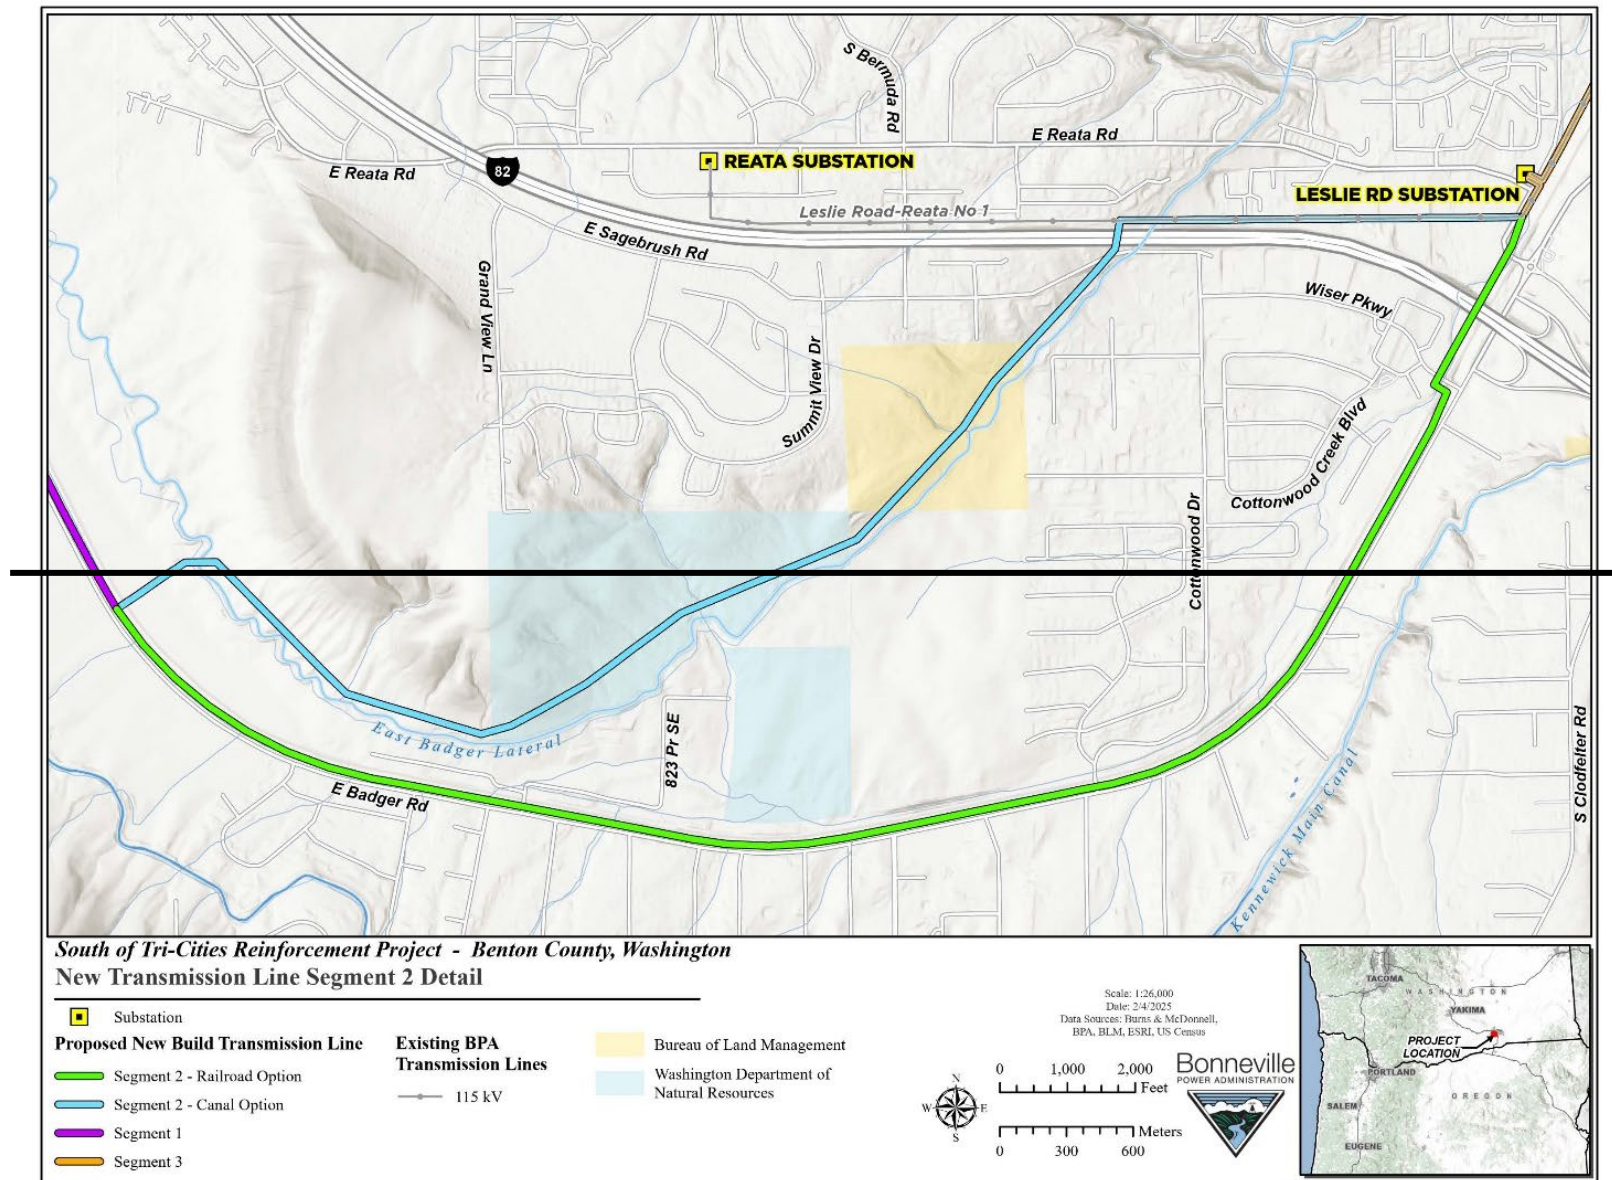 S Bermuda Rd
E Reata Rd
REATA SUBSTATION
82
E Reata Rd
LESLIE RD SUBSTATION
Leslie Road-Reata No 1
E Sagebrush Rd
Grand View Ln
Wiser Pkwy
Summit View Dr
Cottonwood Creek Blvd
Cottonwood Dr
East Badger Lateral
823 Pr SE
E Badger Rd
Kennewick Main Canal
S Clodfelter Rd
South of Tri-Cities Reinforcement Project - Benton County, Washington
New Transmission Line Segment 2 Detail
Substation
Proposed New Build Transmission Line
Segment 2 - Railroad Option
Segment 2 - Canal Option
Segment 1
Segment 3
Existing BPA
Transmission Lines
115 kV
Bureau of Land Management
Washington Department of
Natural Resources
Scale: 1:26,000
Date: 2/4/2025
Data Sources: Burns & McDonnell,
BPA, BLM, ESRI, US Census
N
W E
S
0 1,000 2,000
Feet
Meters
0 300 600
Bonneville
POWER ADMINISTRATION
TACOMA
WASHINGTON
YAKIMA
PROJECT
LOCATION
PORTLAND
SALEM
OREGON
EUGENE